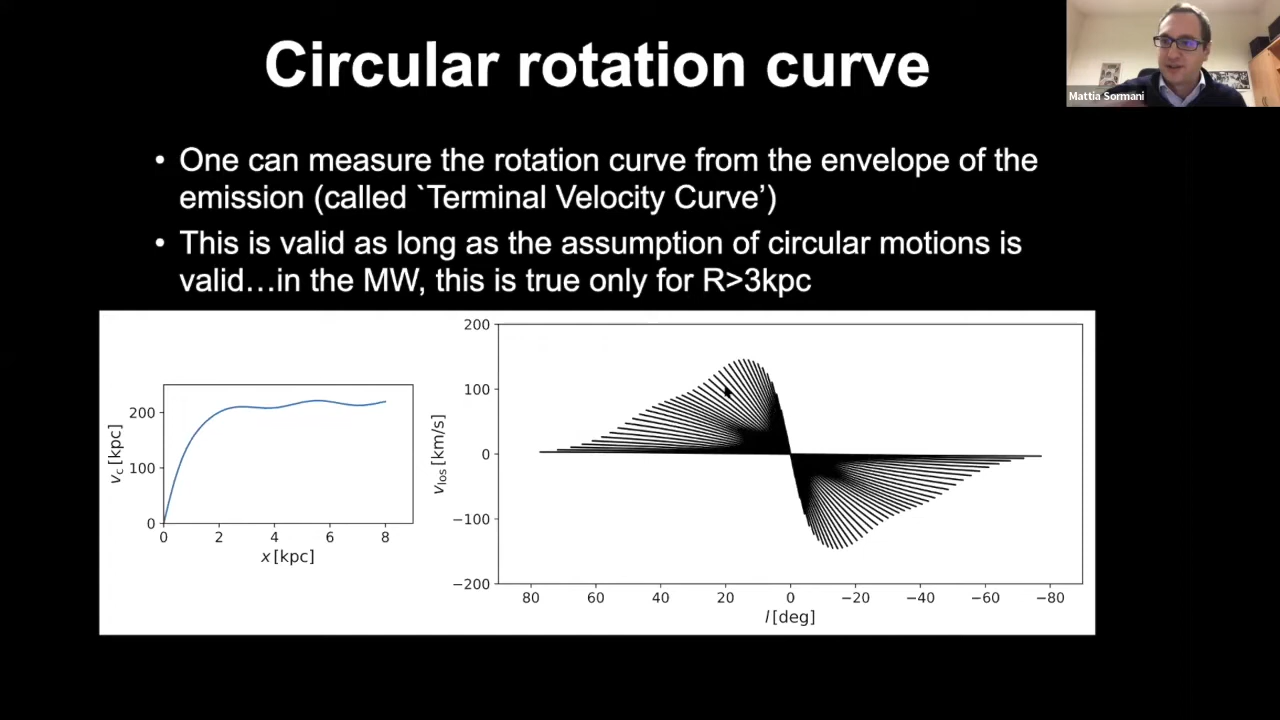 Circular rotation curve
Mattia Sormani
• One can measure the rotation curve from the envelope of the
emission (called `Terminal Velocity Curve’)
• This is valid as long as the assumption of circular motions is
valid…in the MW, this is true only for R>3kpc
200
100
0
v_c [kpc]
0 2 4 6 8
x [kpc]
200
100
0
−100
−200
v_los [km/s]
80 60 40 20 0 −20 −40 −60 −80
l [deg]